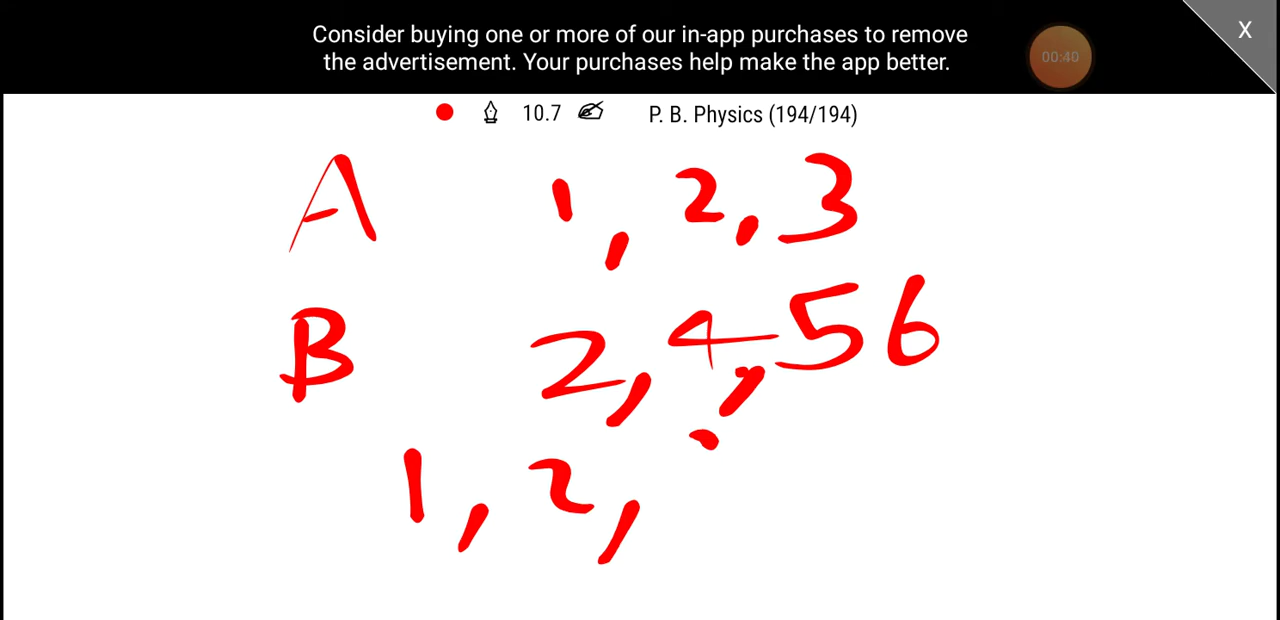 Consider buying one or more of our in-app purchases to remove
the advertisement. Your purchases help make the app better.
00:40
X
10.7 P. B. Physics (194/194)
A 1, 2, 3
B 2, 4, 5 6
1, 2,